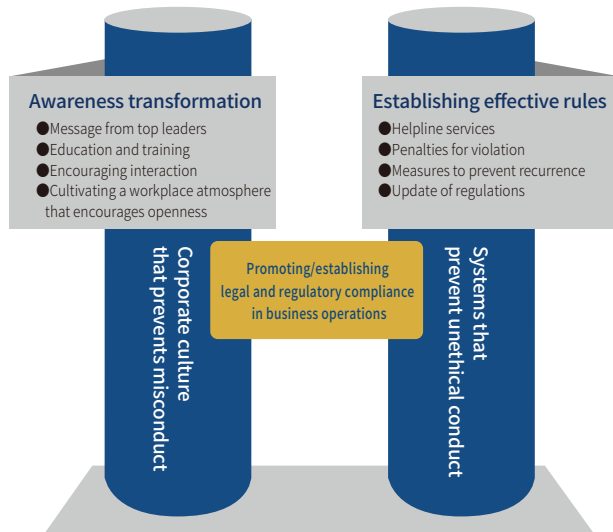 Awareness transformation
●Message from top leaders
●Education and training
●Encouraging interaction
●Cultivating a workplace atmosphere
that encourages openness
Establishing effective rules
●Helpline services
●Penalties for violation
●Measures to prevent recurrence
●Update of regulations
Corporate culture
that prevents misconduct
Promoting/establishing
legal and regulatory compliance
in business operations
Systems that
prevent unethical conduct